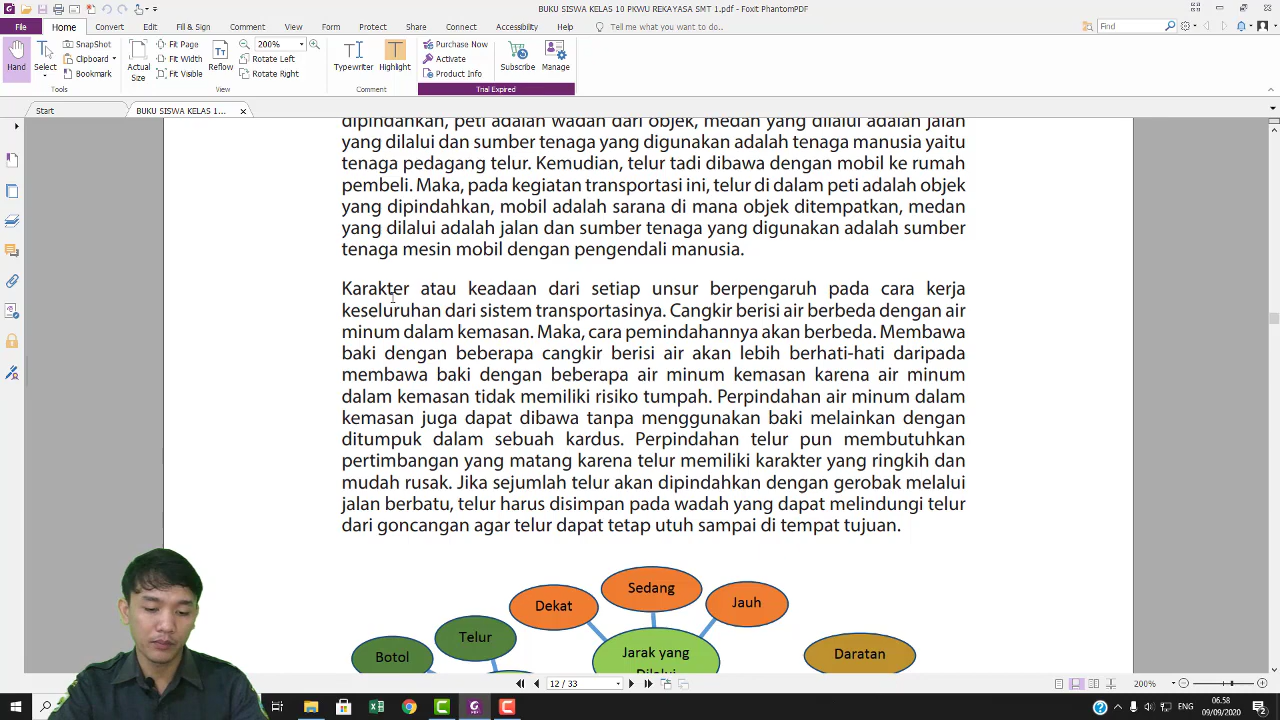 BUKU SISWA KELAS 10 PKWU REKAYASA SMT 1.pdf - Foxit PhantomPDF
File Home Convert Edit Organize Comment View Form Protect Share Connect Accessibility Help Tell me what you want to do... Find
Hand
Select
SnapShot
Clipboard
Bookmark
Tools
Actual Size
Fit Page
Fit Width
Fit Visible
Reflow
200%
Rotate Left
Rotate Right
View
Typewriter
Highlight
Comment
Purchase Now
Activate
Product Info
Subscribe
Manage
Trial Expired
Start
BUKU SISWA KELAS 1...
dipindahkan, peti adalah wadah dari objek, medan yang dilalui adalah jalan
yang dilalui dan sumber tenaga yang digunakan adalah tenaga manusia yaitu
tenaga pedagang telur. Kemudian, telur tadi dibawa dengan mobil ke rumah
pembeli. Maka, pada kegiatan transportasi ini, telur di dalam peti adalah objek
yang dipindahkan, mobil adalah sarana di mana objek ditempatkan, medan
yang dilalui adalah jalan dan sumber tenaga yang digunakan adalah sumber
tenaga mesin mobil dengan pengendali manusia.
Karakter atau keadaan dari setiap unsur berpengaruh pada cara kerja
keseluruhan dari sistem transportasinya. Cangkir berisi air berbeda dengan air
minum dalam kemasan. Maka, cara pemindahannya akan berbeda. Membawa
baki dengan beberapa cangkir berisi air akan lebih berhati-hati daripada
membawa baki dengan beberapa air minum kemasan karena air minum
dalam kemasan tidak memiliki risiko tumpah. Perpindahan air minum dalam
kemasan juga dapat dibawa tanpa menggunakan baki melainkan dengan
ditumpuk dalam sebuah kardus. Perpindahan telur pun membutuhkan
pertimbangan yang matang karena telur memiliki karakter yang ringkih dan
mudah rusak. Jika sejumlah telur akan dipindahkan dengan gerobak melalui
jalan berbatu, telur harus disimpan pada wadah yang dapat melindungi telur
dari goncangan agar telur dapat tetap utuh sampai di tempat tujuan.
Sedang
Dekat
Jauh
Telur
Botol
Jarak yang
Dilalui
Daratan
12 / 33
200%
ENG
06.58
09/09/2020